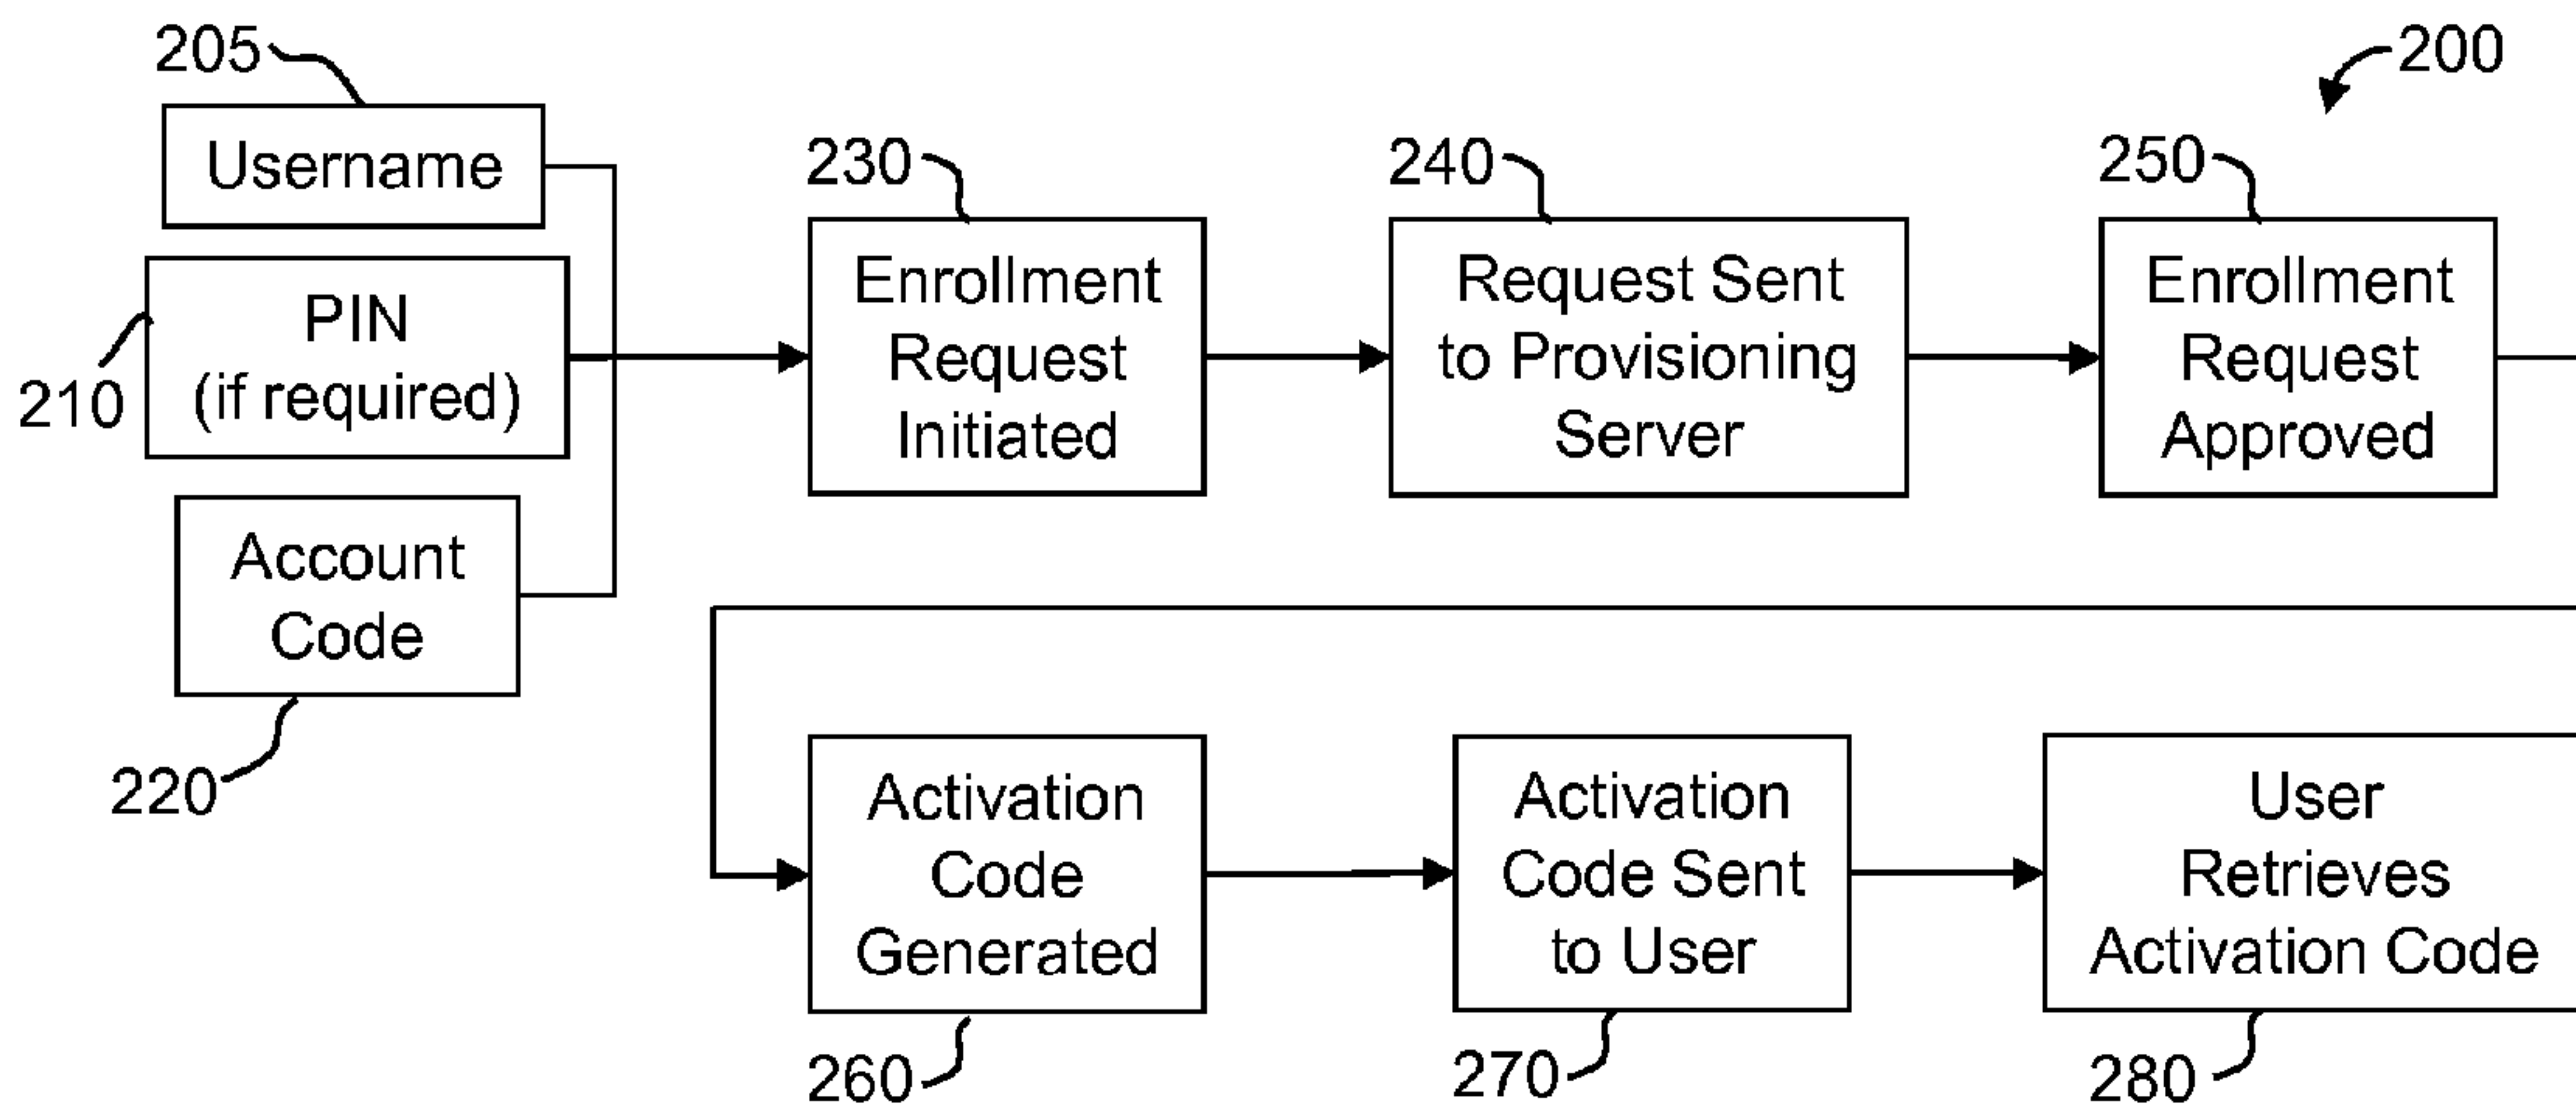 205
200
Username
230
240
250
PIN
(if required)
210
Enrollment
Request
Initiated
Request Sent
to Provisioning
Server
Enrollment
Request
Approved
Account
Code
220
Activation
Code
Generated
Activation
Code Sent
to User
User
Retrieves
Activation Code
260
270
280